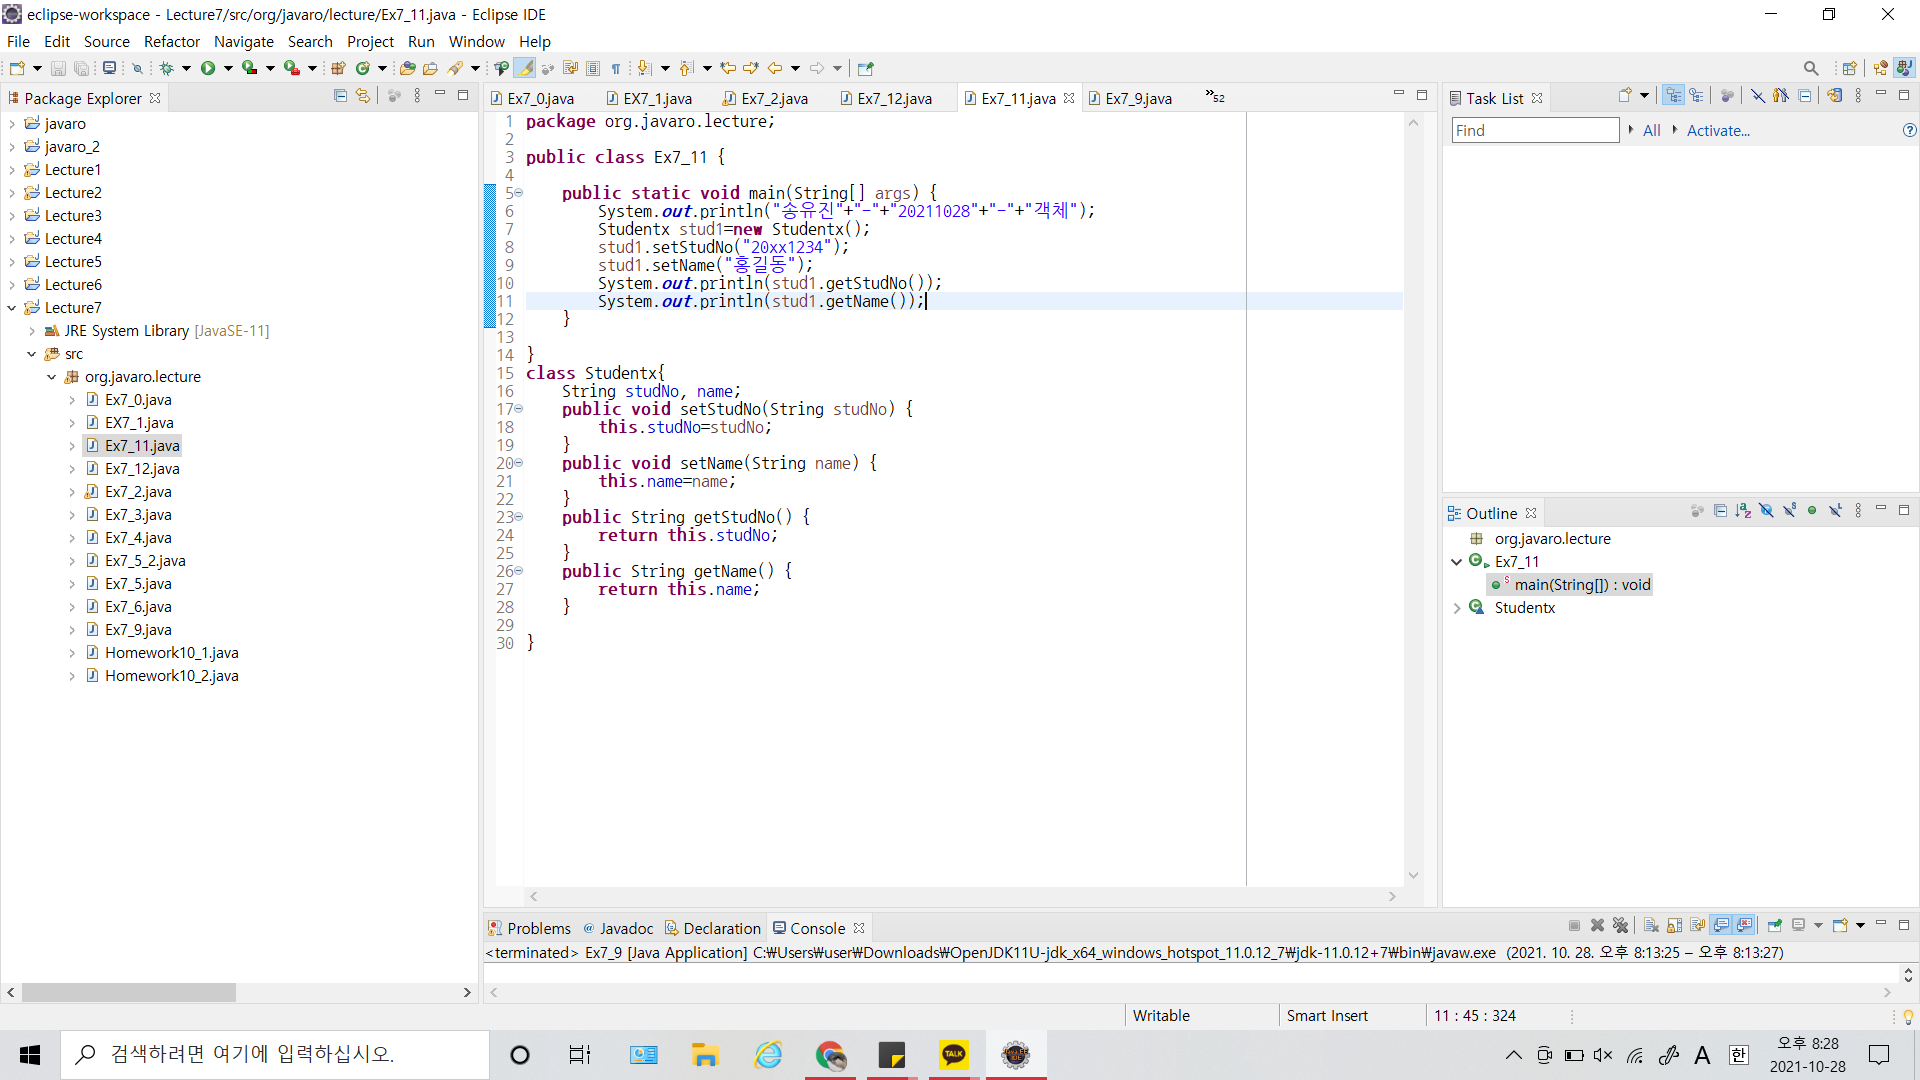 eclipse-workspace - Lecture7/src/org/javaro/lecture/Ex7_11.java - Eclipse IDE
File Edit Source Refactor Navigate Search Project Run Window Help
Package Explorer
javaro
javaro_2
Lecture1
Lecture2
Lecture3
Lecture4
Lecture5
Lecture6
Lecture7
JRE System Library [JavaSE-11]
src
org.javaro.lecture
Ex7_0.java
EX7_1.java
Ex7_11.java
Ex7_12.java
Ex7_2.java
Ex7_3.java
Ex7_4.java
Ex7_5_2.java
Ex7_5.java
Ex7_6.java
Ex7_9.java
Homework10_1.java
Homework10_2.java
Ex7_0.java EX7_1.java Ex7_2.java Ex7_12.java Ex7_11.java Ex7_9.java »52
1 package org.javaro.lecture;
2
3 public class Ex7_11 {
4
5 public static void main(String[] args) {
6 System.out.println("송유진"+"-"+"20211028"+"-"+"객체");
7 Studentx stud1=new Studentx();
8 stud1.setStudNo("20xx1234");
9 stud1.setName("홍길동");
10 System.out.println(stud1.getStudNo());
11 System.out.println(stud1.getName());
12 }
13
14 }
15 class Studentx{
16 String studNo, name;
17 public void setStudNo(String studNo) {
18 this.studNo=studNo;
19 }
20 public void setName(String name) {
21 this.name=name;
22 }
23 public String getStudNo() {
24 return this.studNo;
25 }
26 public String getName() {
27 return this.name;
28 }
29
30 }
Task List
Find All Activate...
Outline
org.javaro.lecture
Ex7_11
main(String[]) : void
Studentx
Problems Javadoc Declaration Console
<terminated> Ex7_9 [Java Application] C:₩Users₩user₩Downloads₩OpenJDK11U-jdk_x64_windows_hotspot_11.0.12_7₩jdk-11.0.12+7₩bin₩javaw.exe (2021. 10. 28. 오후 8:13:25 – 오후 8:13:27)
Writable Smart Insert 11 : 45 : 324
검색하려면 여기에 입력하십시오.
TALK
A 한
오후 8:28
2021-10-28